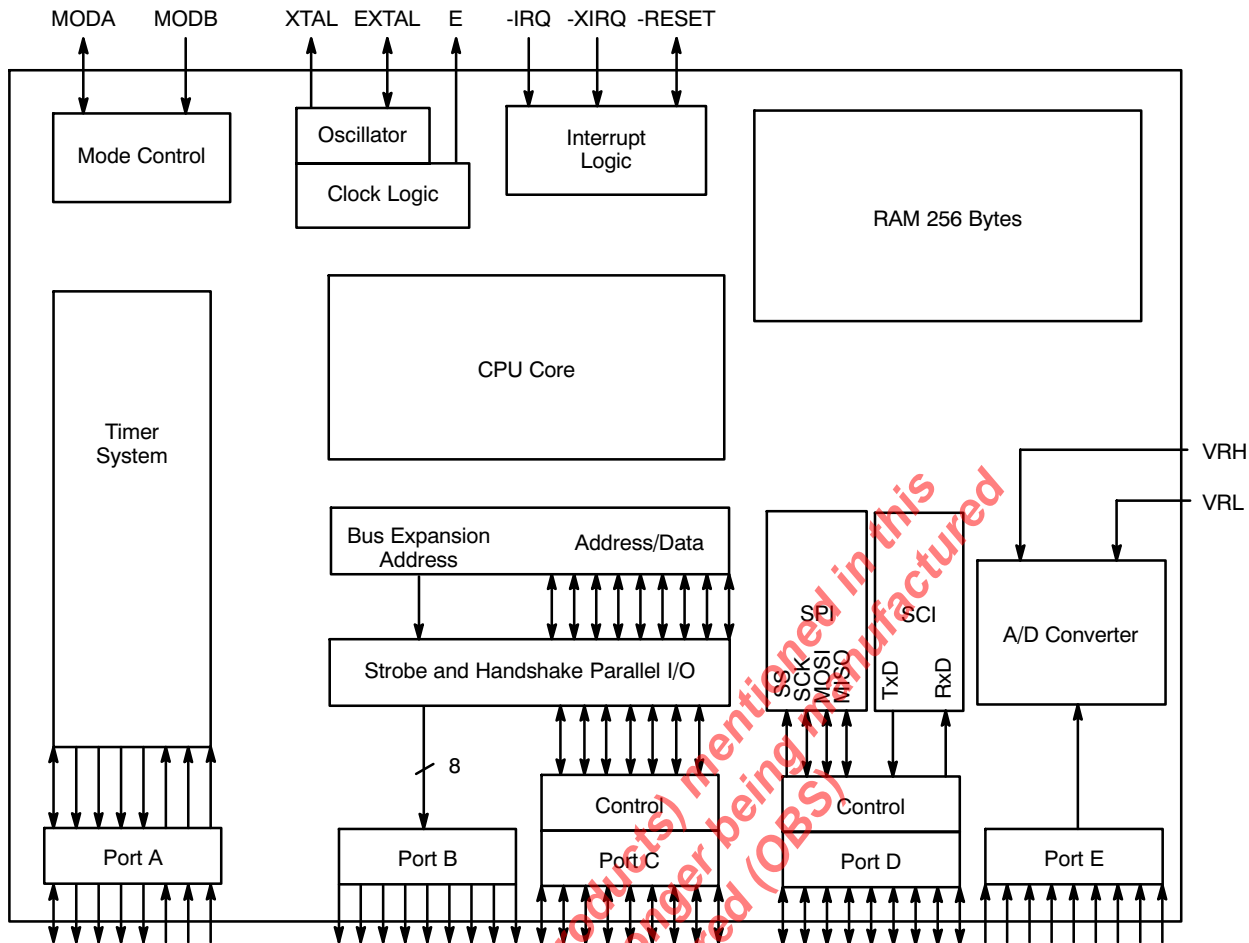 MODA MODB XTAL EXTAL E -IRQ -XIRQ -RESET
Mode Control
Oscillator
Clock Logic
Interrupt
Logic
RAM 256 Bytes
CPU Core
Timer
System
VRH
VRL
Bus Expansion
Address
Address/Data
Strobe and Handshake Parallel I/O
8
SPI
SS
SCK
MOSI
MISO
SCI
TxD
RxD
A/D Converter
Control
Control
Port A
Port B
Port C
Port D
Port E
mentioned in this
longer being manufactured
(OBS)